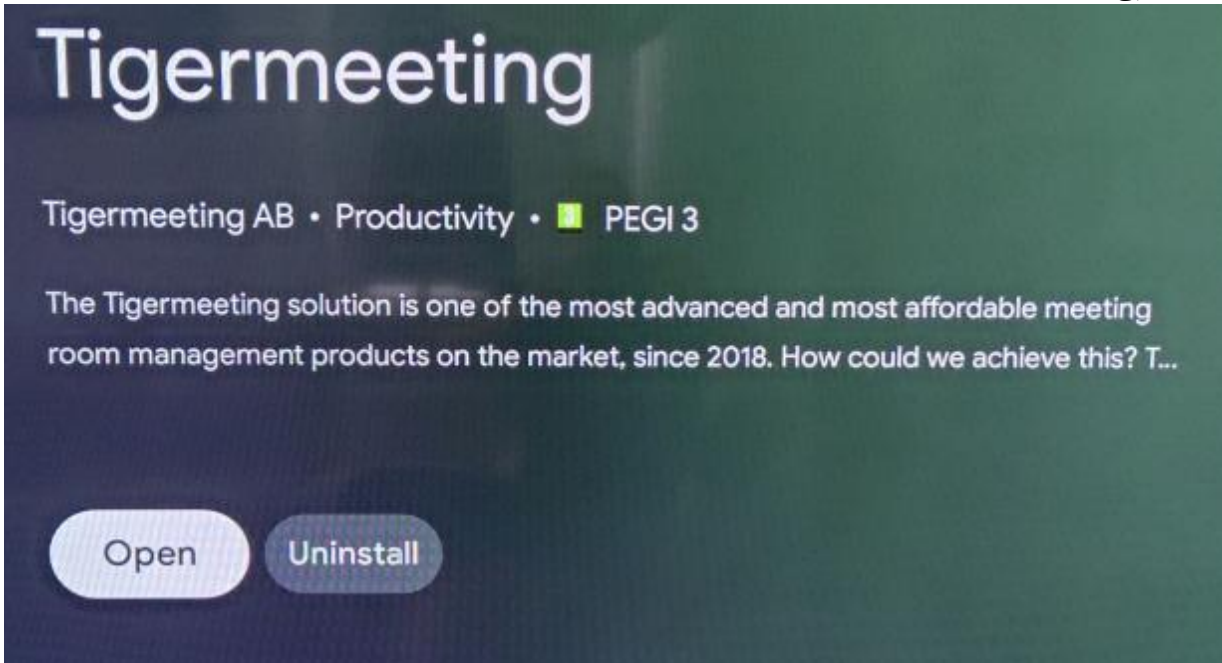 Tigermeeting
Tigermeeting AB • Productivity • 3 PEGI 3
The Tigermeeting solution is one of the most advanced and most affordable meeting
room management products on the market, since 2018. How could we achieve this? T...
Open Uninstall